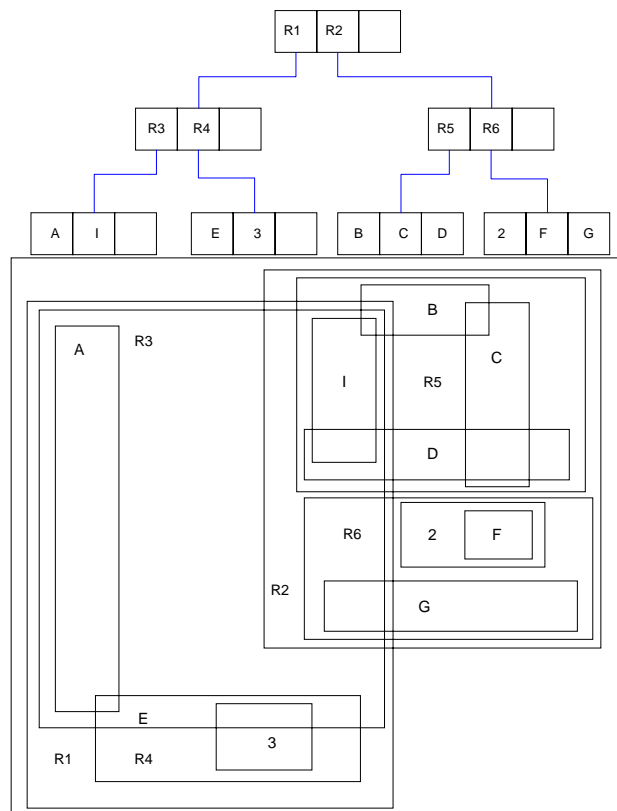 R1 R2
R3 R4 R5 R6
A I E 3 B C D 2 F G
B
A R3
C
I R5
D
R6 2 F
R2
G
E
3
R1 R4